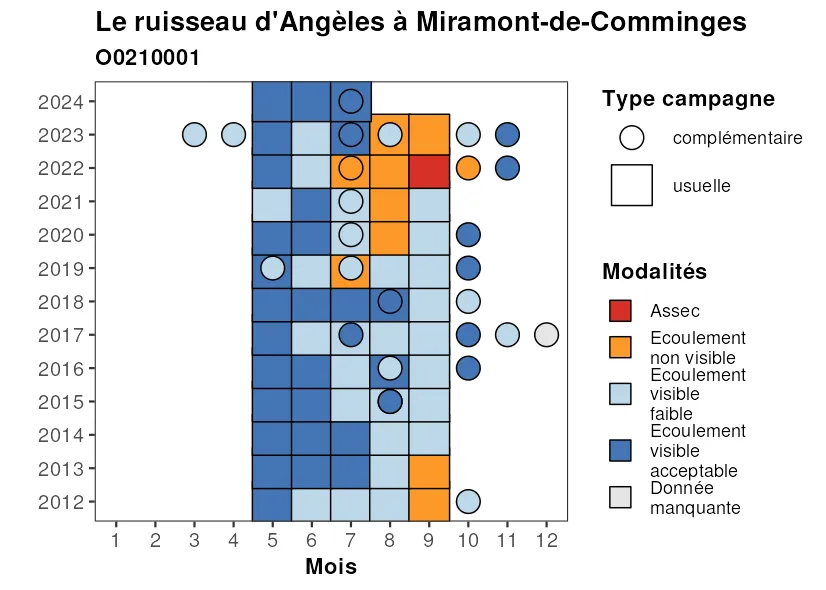 Le ruisseau d'Angèles à Miramont-de-Comminges
O0210001
2024
2023
2022
2021
2020
2019
2018
2017
2016
2015
2014
2013
2012
1 2 3 4 5 6 7 8 9 10 11 12
Mois
Type campagne
complémentaire
usuelle
Modalités
Assec
Ecoulement
non visible
Ecoulement
visible
faible
Ecoulement
visible
acceptable
Donnée
manquante